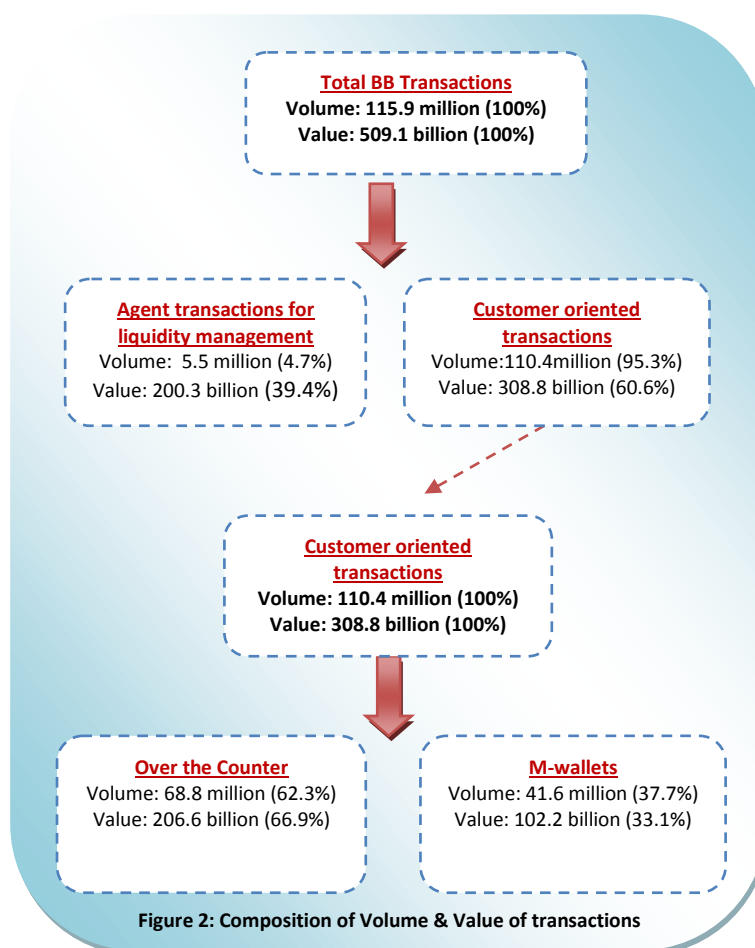 Total BB Transactions
Volume: 115.9 million (100%)
Value: 509.1 billion (100%)
Agent transactions for
liquidity management
Volume: 5.5 million (4.7%)
Value: 200.3 billion (39.4%)
Customer oriented
transactions
Volume:110.4million (95.3%)
Value: 308.8 billion (60.6%)
Customer oriented
transactions
Volume: 110.4 million (100%)
Value: 308.8 billion (100%)
Over the Counter
Volume: 68.8 million (62.3%)
Value: 206.6 billion (66.9%)
M-wallets
Volume: 41.6 million (37.7%)
Value: 102.2 billion (33.1%)
Figure 2: Composition of Volume & Value of transactions